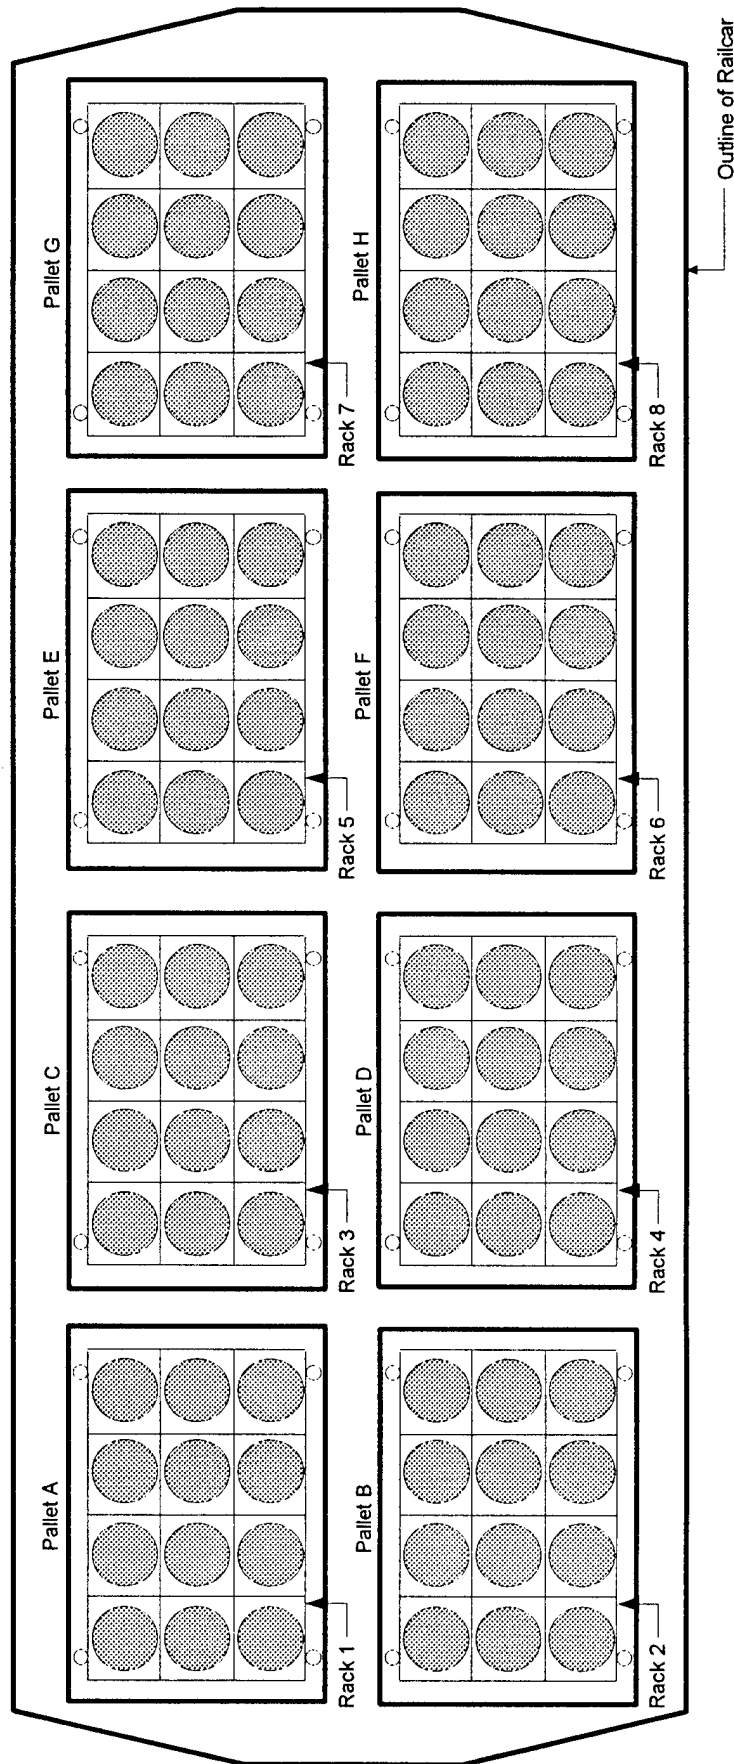 Pallet A
Pallet C
Pallet E
Pallet G
Rack 1
Rack 3
Rack 5
Rack 7
Pallet B
Pallet D
Pallet F
Pallet H
Rack 2
Rack 4
Rack 6
Rack 8
Outline of Railcar